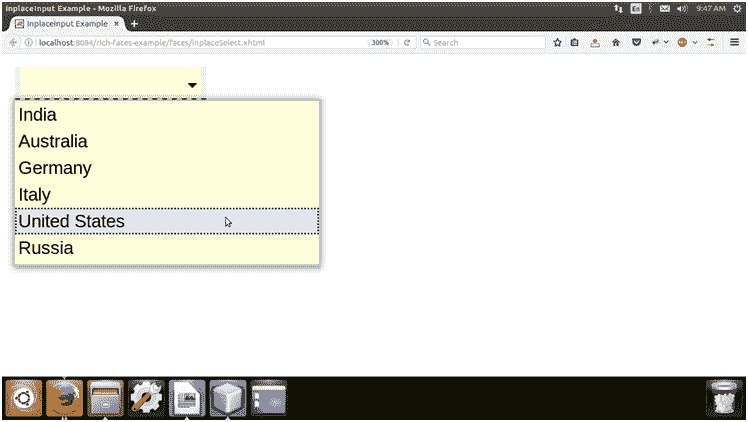 InplaceInput Example - Mozilla Firefox
En
9:47 AM
InplaceInput Example
localhost:8084/rich-faces-example/faces/inplaceSelect.xhtml
300%
Search
India
Australia
Germany
Italy
United States
Russia